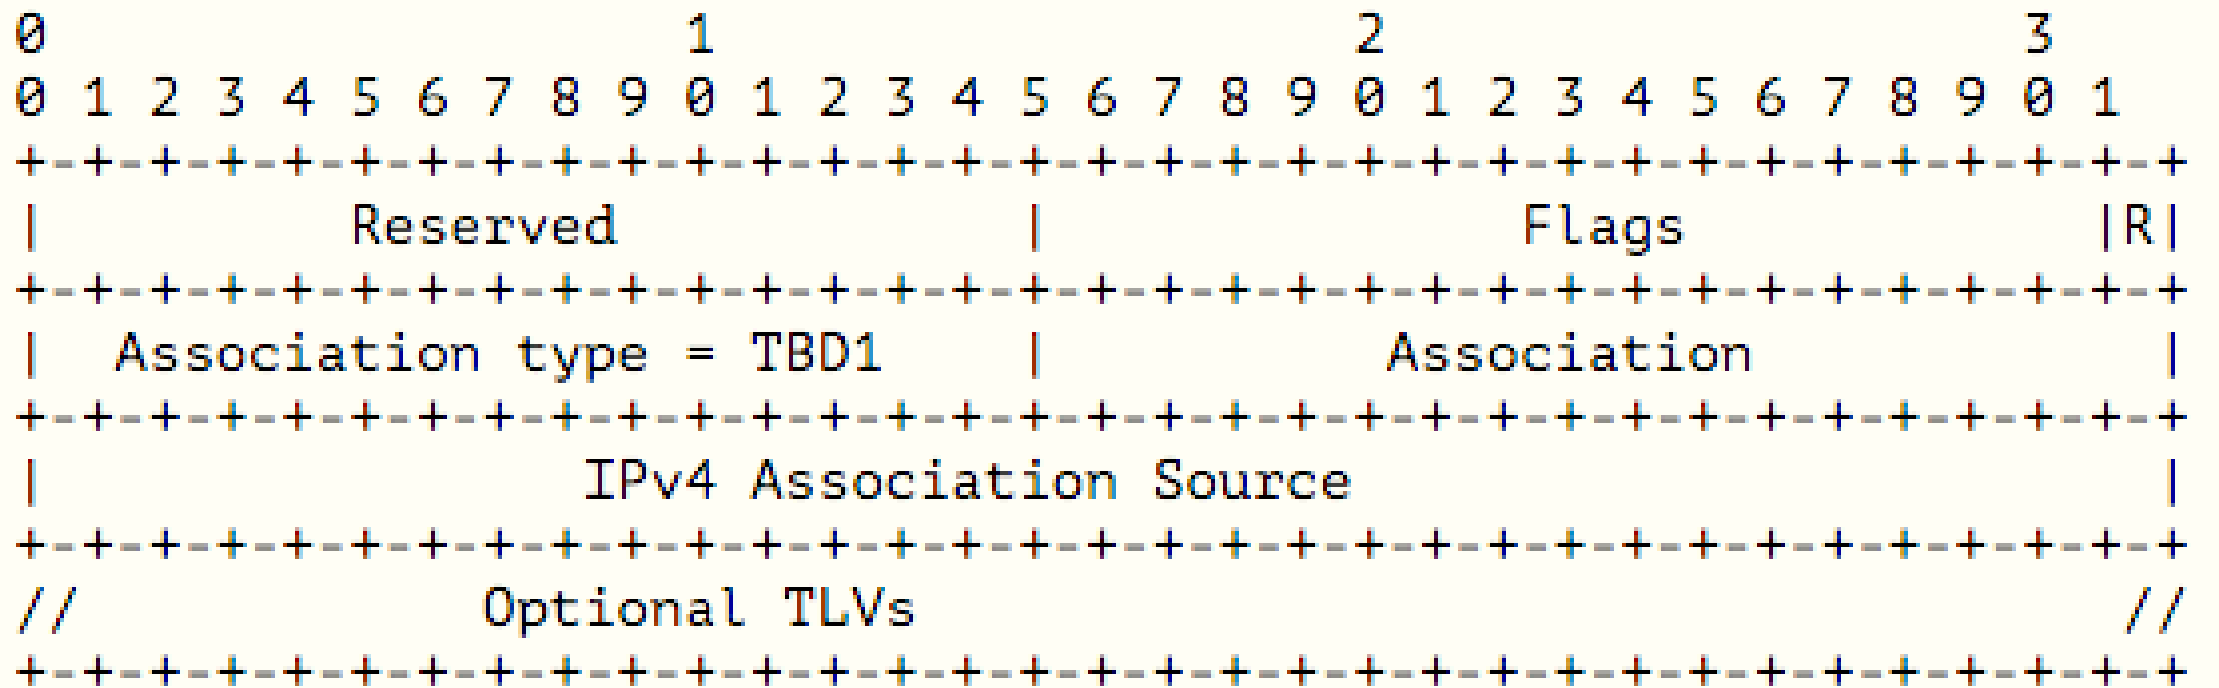 0                   1                   2                   3
0 1 2 3 4 5 6 7 8 9 0 1 2 3 4 5 6 7 8 9 0 1 2 3 4 5 6 7 8 9 0 1
+-+-+-+-+-+-+-+-+-+-+-+-+-+-+-+-+-+-+-+-+-+-+-+-+-+-+-+-+-+-+-+-+
|         Reserved            |              Flags            |R|
+-+-+-+-+-+-+-+-+-+-+-+-+-+-+-+-+-+-+-+-+-+-+-+-+-+-+-+-+-+-+-+-+
|  Association type = TBD1    |          Association            |
+-+-+-+-+-+-+-+-+-+-+-+-+-+-+-+-+-+-+-+-+-+-+-+-+-+-+-+-+-+-+-+-+
|                IPv4 Association Source                        |
+-+-+-+-+-+-+-+-+-+-+-+-+-+-+-+-+-+-+-+-+-+-+-+-+-+-+-+-+-+-+-+-+
//            Optional TLVs                                    //
+-+-+-+-+-+-+-+-+-+-+-+-+-+-+-+-+-+-+-+-+-+-+-+-+-+-+-+-+-+-+-+-+